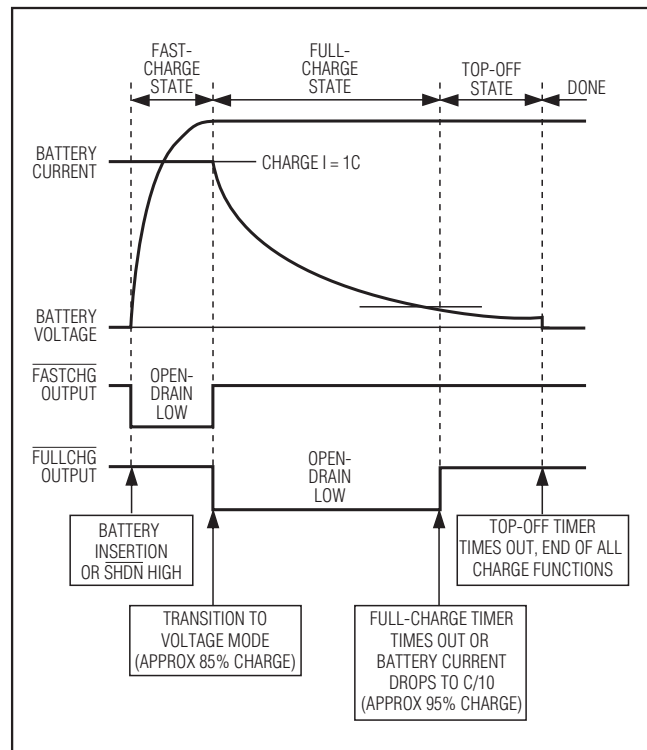 FAST-
CHARGE
STATE
FULL-
CHARGE
STATE
TOP-OFF
STATE
DONE
BATTERY
CURRENT
CHARGE I = 1C
BATTERY
VOLTAGE
FASTCHG
OUTPUT
OPEN-
DRAIN
LOW
FULLCHG
OUTPUT
OPEN-
DRAIN
LOW
BATTERY
INSERTION
OR SHDN HIGH
TOP-OFF TIMER
TIMES OUT, END OF ALL
CHARGE FUNCTIONS
TRANSITION TO
VOLTAGE MODE
(APPROX 85% CHARGE)
FULL-CHARGE TIMER
TIMES OUT OR
BATTERY CURRENT
DROPS TO C/10
(APPROX 95% CHARGE)